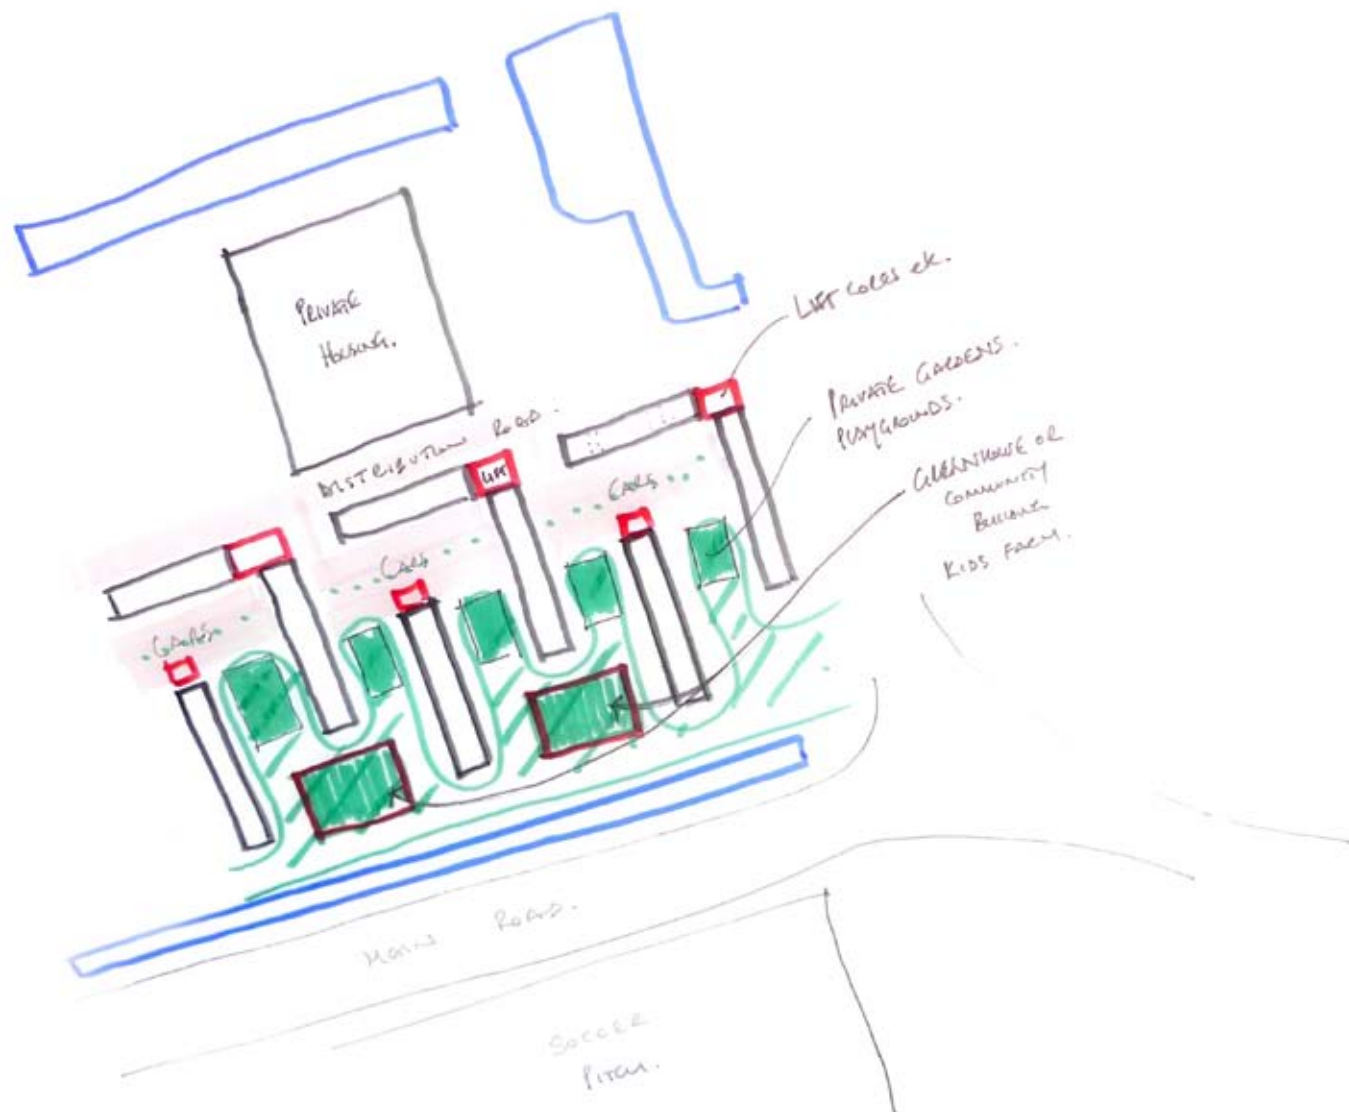 PRIVATE
HOUSING.
LIFT CORES etc.
PRIVATE GARDENS.
PLAYGROUNDS.
GREENHOUSE OR
COMMUNITY
BUILDING
KIDS FARM.
DISTRIBUTION ROAD.
LIFT
CARS
CARS
CARS
MAIN ROAD.
SOCCER
PITCH.